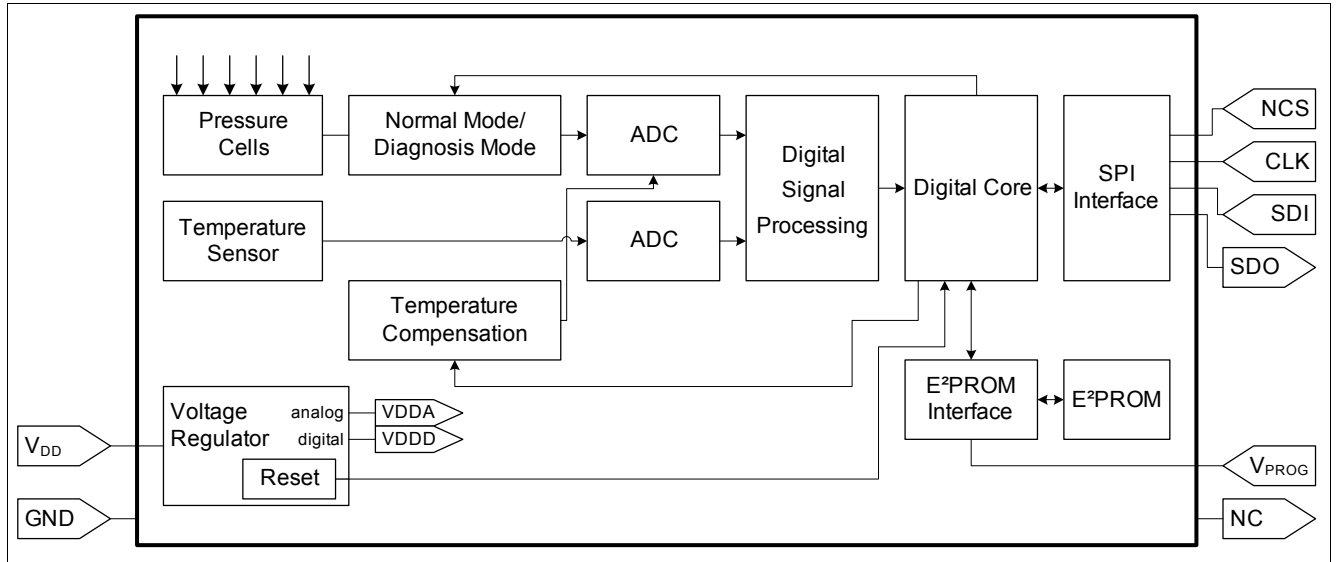 Pressure
Cells
Normal Mode/
Diagnosis Mode
ADC
Digital
Signal
Processing
Digital Core
SPI
Interface
NCS
CLK
SDI
SDO
Temperature
Sensor
ADC
Temperature
Compensation
Voltage
Regulator
analog
digital
Reset
VDDA
VDDD
E²PROM
Interface
E²PROM
VDD
GND
VPROG
NC